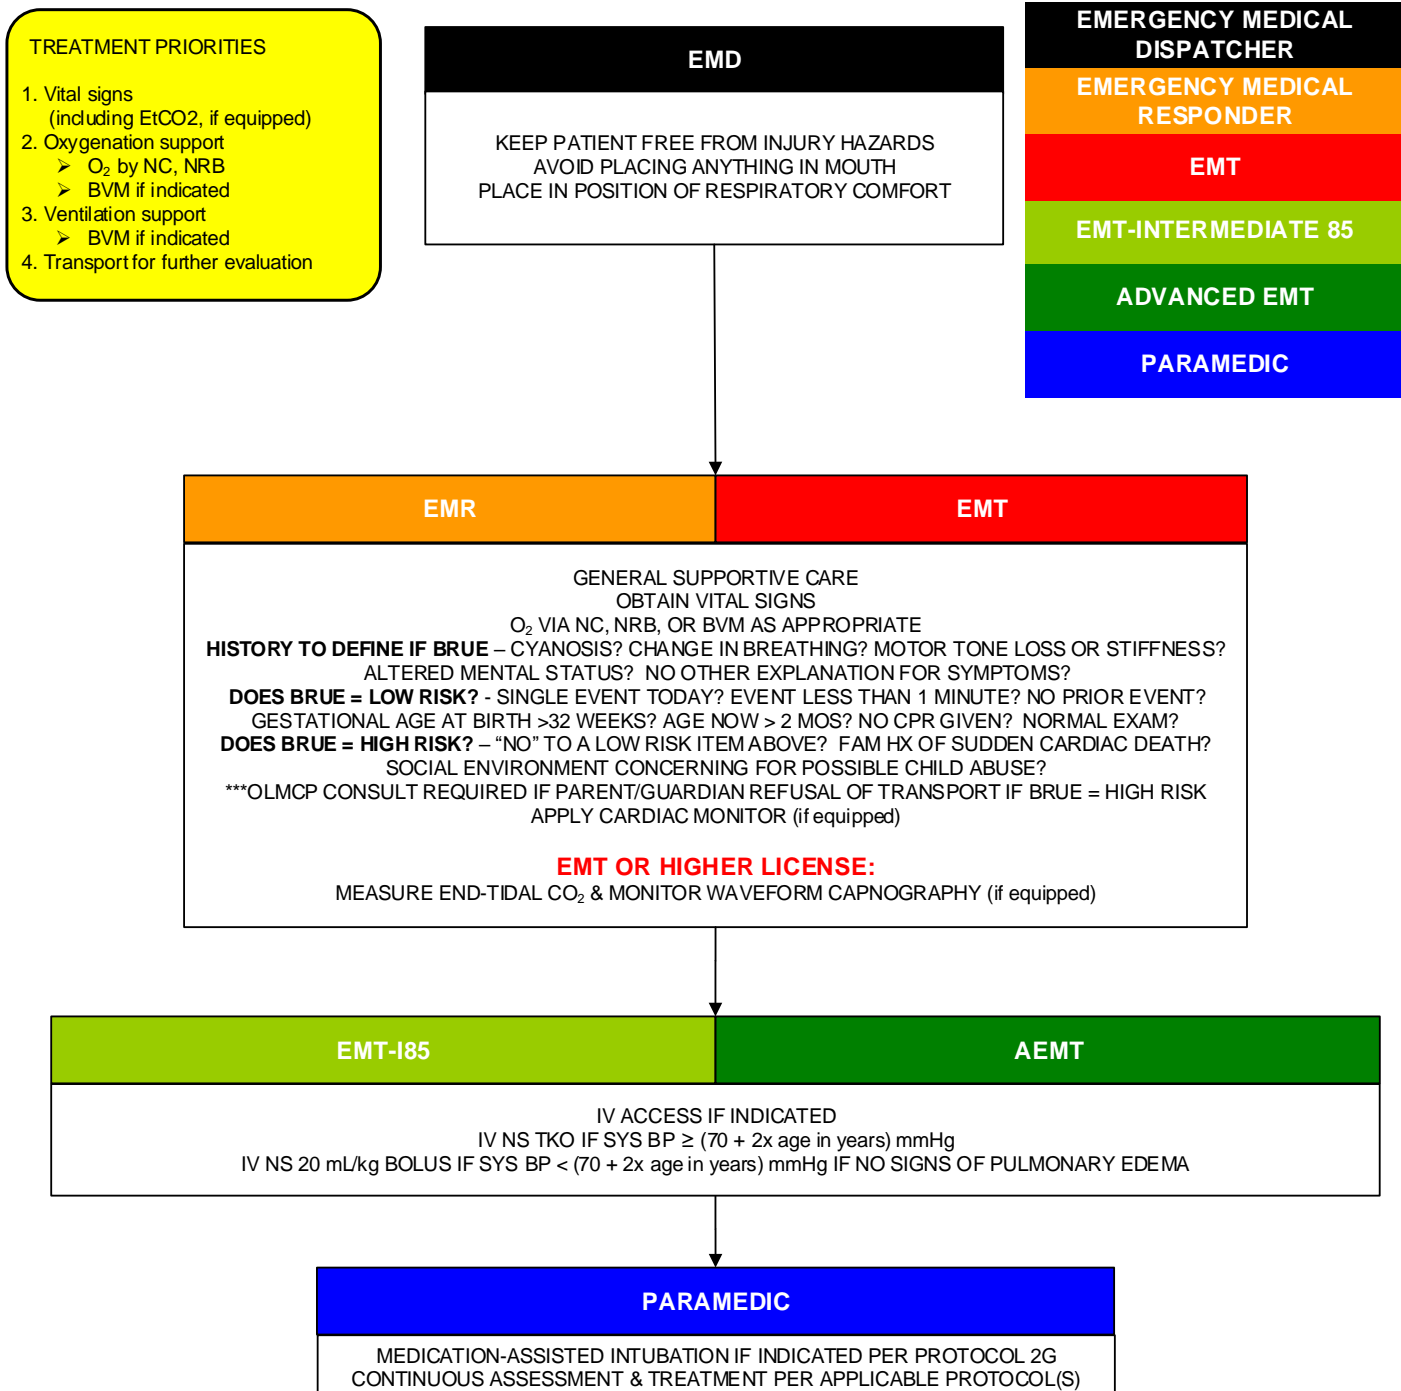 TREATMENT PRIORITIES
1. Vital signs
(including EtCO2, if equipped)
2. Oxygenation support
➢ O₂ by NC, NRB
➢ BVM if indicated
3. Ventilation support
➢ BVM if indicated
4. Transport for further evaluation
EMD
KEEP PATIENT FREE FROM INJURY HAZARDS
AVOID PLACING ANYTHING IN MOUTH
PLACE IN POSITION OF RESPIRATORY COMFORT
EMERGENCY MEDICAL
DISPATCHER
EMERGENCY MEDICAL
RESPONDER
EMT
EMT-INTERMEDIATE 85
ADVANCED EMT
PARAMEDIC
EMR
EMT
GENERAL SUPPORTIVE CARE
OBTAIN VITAL SIGNS
O₂ VIA NC, NRB, OR BVM AS APPROPRIATE
HISTORY TO DEFINE IF BRUE – CYANOSIS? CHANGE IN BREATHING? MOTOR TONE LOSS OR STIFFNESS?
ALTERED MENTAL STATUS? NO OTHER EXPLANATION FOR SYMPTOMS?
DOES BRUE = LOW RISK? - SINGLE EVENT TODAY? EVENT LESS THAN 1 MINUTE? NO PRIOR EVENT?
GESTATIONAL AGE AT BIRTH >32 WEEKS? AGE NOW > 2 MOS? NO CPR GIVEN? NORMAL EXAM?
DOES BRUE = HIGH RISK? – “NO” TO A LOW RISK ITEM ABOVE? FAM HX OF SUDDEN CARDIAC DEATH?
SOCIAL ENVIRONMENT CONCERNING FOR POSSIBLE CHILD ABUSE?
***OLMCP CONSULT REQUIRED IF PARENT/GUARDIAN REFUSAL OF TRANSPORT IF BRUE = HIGH RISK
APPLY CARDIAC MONITOR (if equipped)
EMT OR HIGHER LICENSE:
MEASURE END-TIDAL CO₂ & MONITOR WAVEFORM CAPNOGRAPHY (if equipped)
EMT-I85
AEMT
IV ACCESS IF INDICATED
IV NS TKO IF SYS BP ≥ (70 + 2x age in years) mmHg
IV NS 20 mL/kg BOLUS IF SYS BP < (70 + 2x age in years) mmHg IF NO SIGNS OF PULMONARY EDEMA
PARAMEDIC
MEDICATION-ASSISTED INTUBATION IF INDICATED PER PROTOCOL 2G
CONTINUOUS ASSESSMENT & TREATMENT PER APPLICABLE PROTOCOL(S)